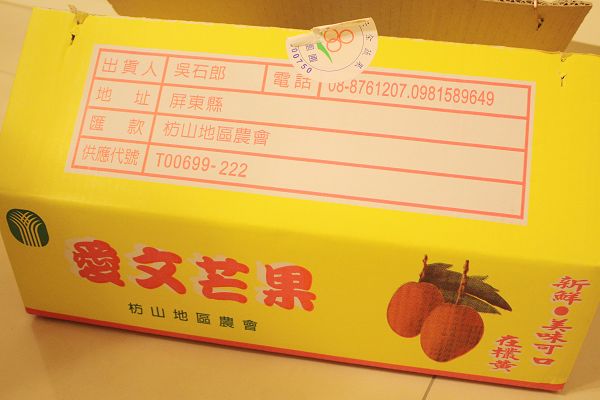 出貨人 吳石郎 電話 08-8761207.0981589649
地址 屏東縣
匯款 枋山地區農會
供應代號 T00699-222
愛文芒果
枋山地區農會
新鮮●美味可口
在欉黃